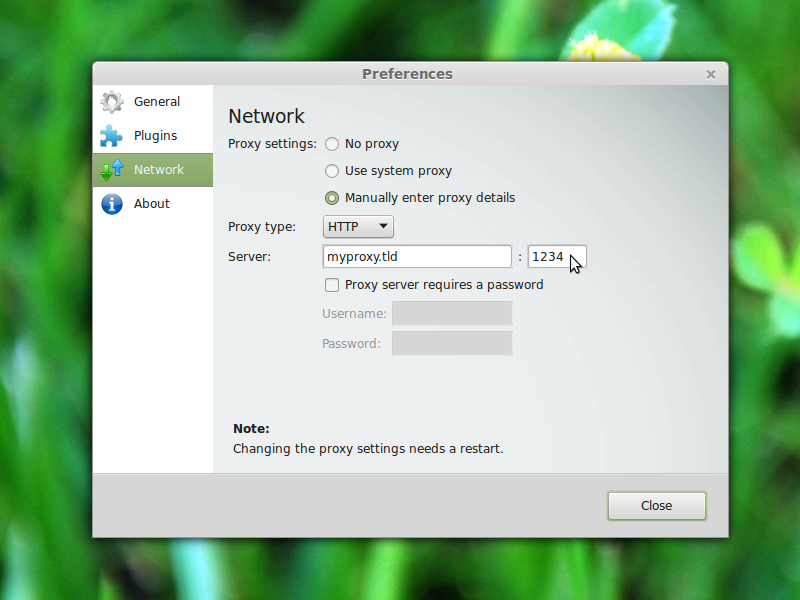 Preferences
General
Plugins
Network
About
Network
Proxy settings: No proxy
Use system proxy
Manually enter proxy details
Proxy type: HTTP
Server: myproxy.tld : 1234
Proxy server requires a password
Username:
Password:
Note:
Changing the proxy settings needs a restart.
Close